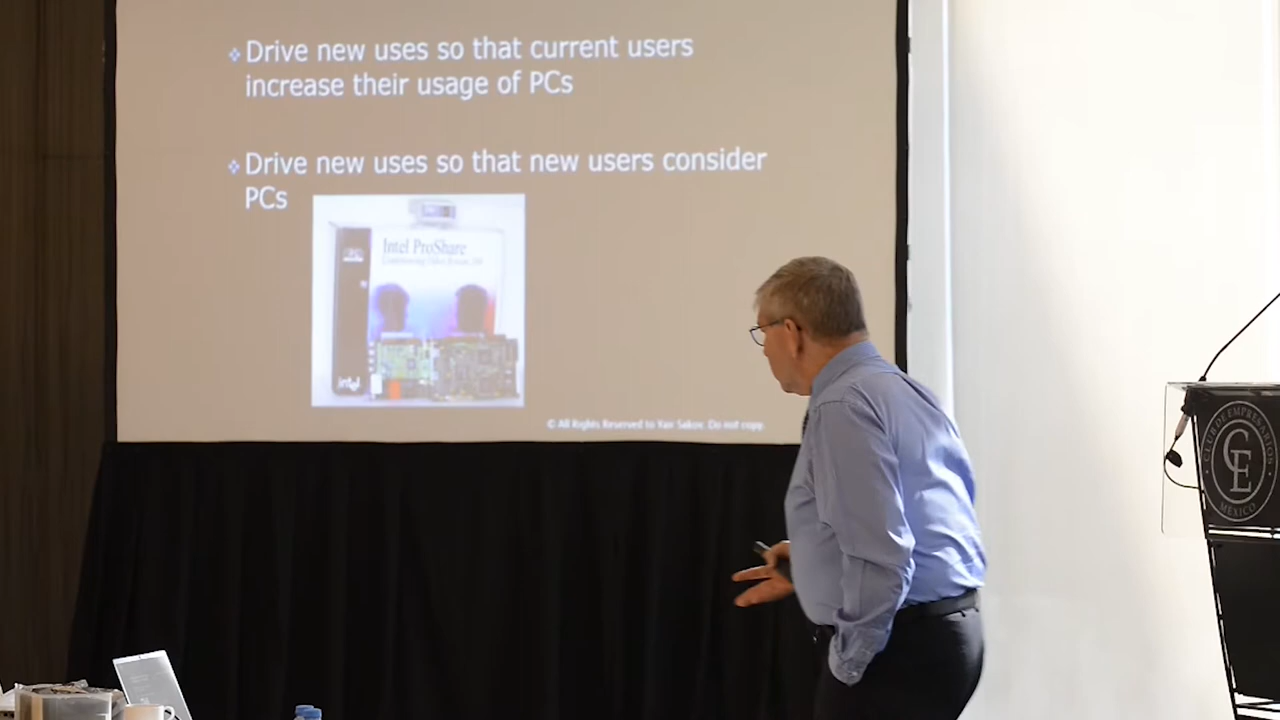 Drive new uses so that current users
increase their usage of PCs
Drive new uses so that new users consider
PCs
Intel ProShare
intel
© All Rights Reserved to Yair Sakov. Do not copy.
CLUB DE EMPRESARIOS
CE
MÉXICO